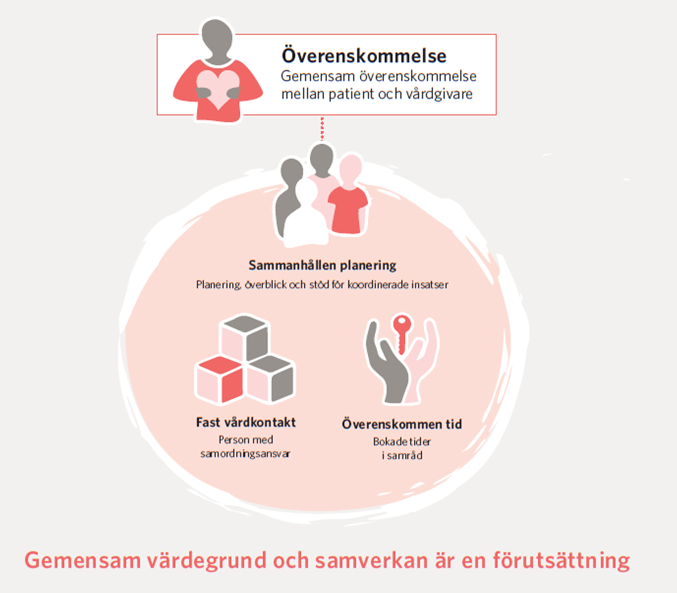 Överenskommelse
Gemensam överenskommelse
mellan patient och vårdgivare
Sammanhållen planering
Planering, överblick och stöd för koordinerade insatser
Fast vårdkontakt
Person med
samordningsansvar
Överenskommen tid
Bokade tider
i samråd
Gemensam värdegrund och samverkan är en förutsättning